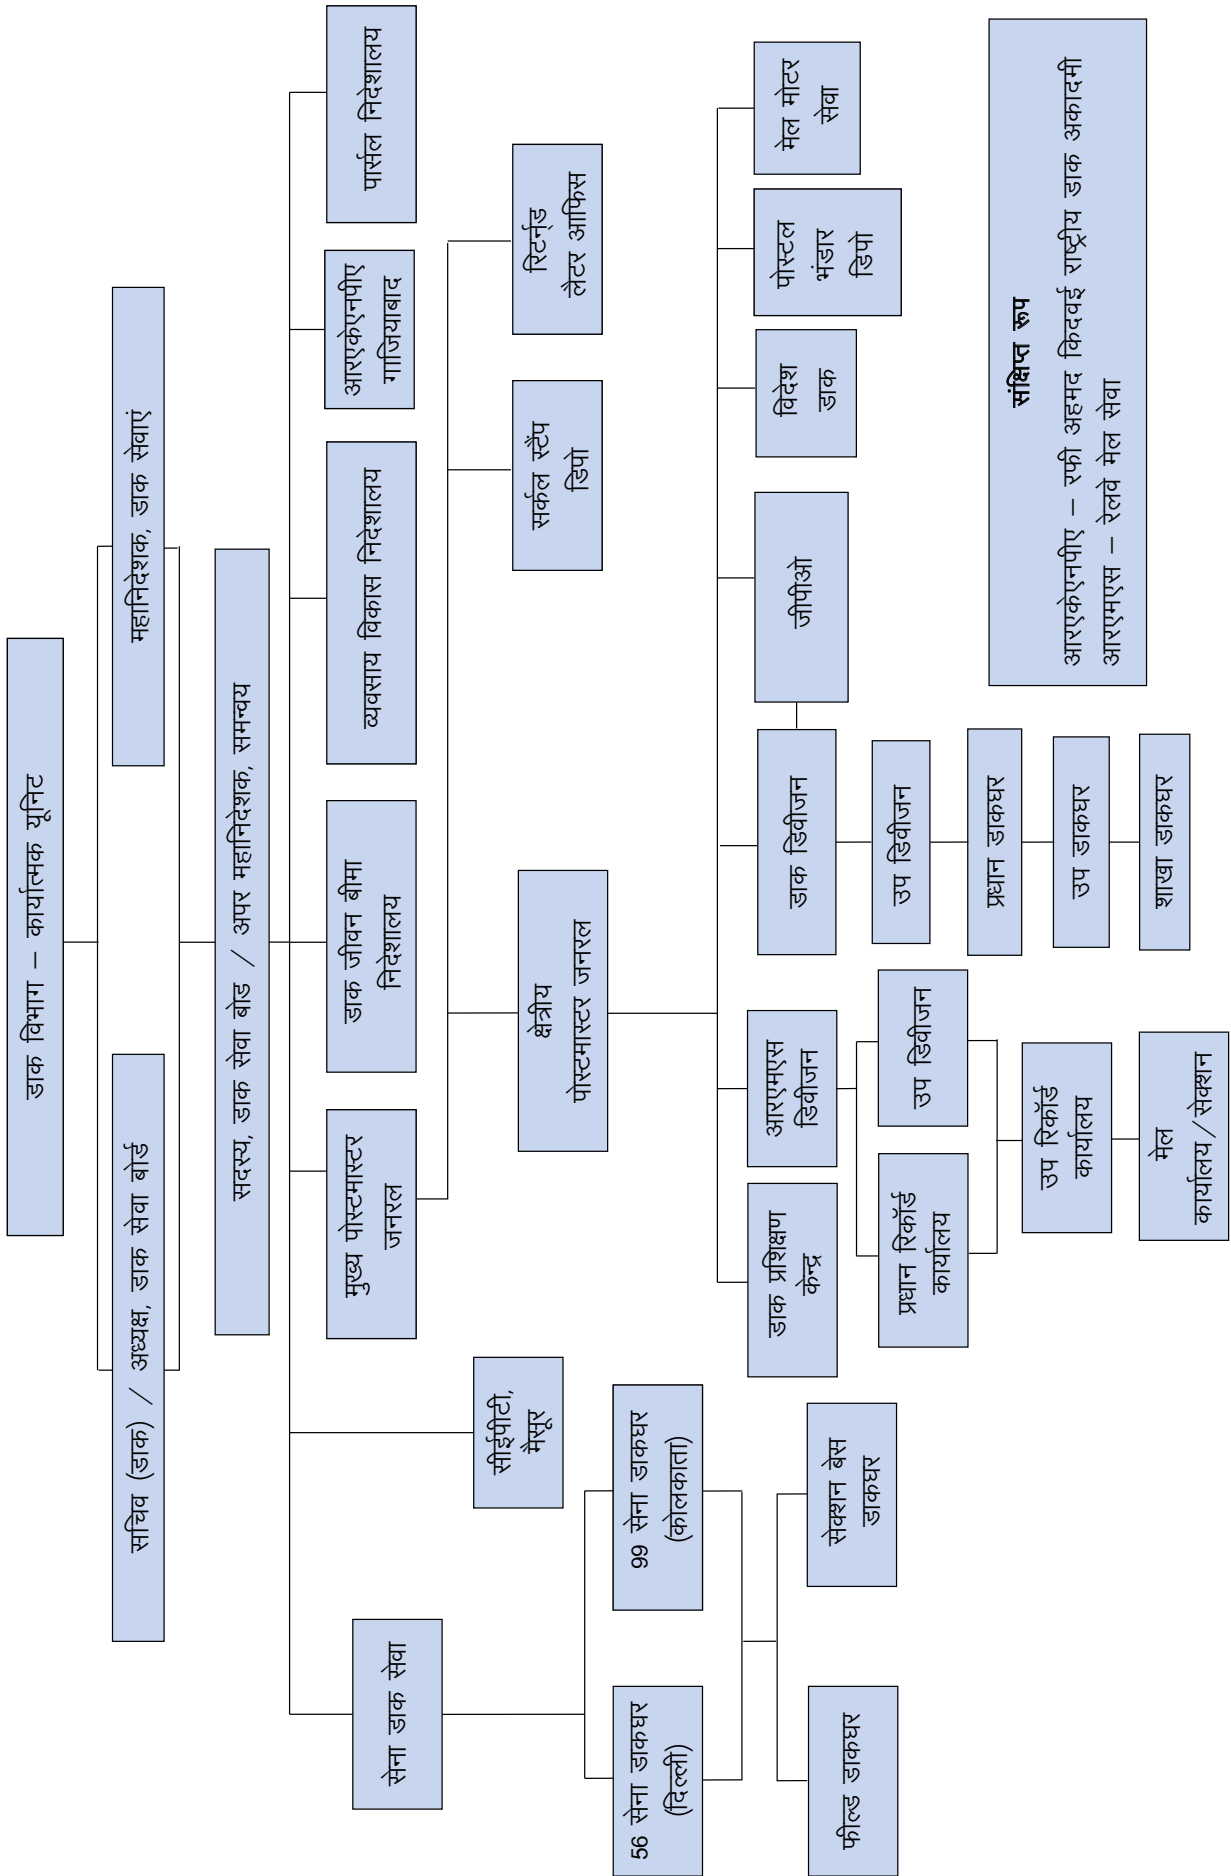 डाक विभाग – कार्यात्मक यूनिट
सचिव (डाक) / अध्यक्ष, डाक सेवा बोर्ड
महानिदेशक, डाक सेवाएं
सदस्य, डाक सेवा बोर्ड / अपर महानिदेशक, समन्वय
सेना डाक सेवा
सीईपीटी,
मैसूर
मुख्य पोस्टमास्टर
जनरल
डाक जीवन बीमा
निदेशालय
व्यवसाय विकास निदेशालय
आरएकेएनपीए
गाजियाबाद
पार्सल निदेशालय
क्षेत्रीय
पोस्टमास्टर जनरल
सर्कल स्टैंप
डिपो
रिटर्न्ड
लैटर आफिस
56 सेना डाकघर
(दिल्ली)
99 सेना डाकघर
(कोलकाता)
फील्ड डाकघर
सेक्शन बेस
डाकघर
डाक प्रशिक्षण
केन्द्र
आरएमएस
डिवीजन
डाक डिवीजन
जीपीओ
विदेश
डाक
पोस्टल
भंडार
डिपो
मेल मोटर
सेवा
प्रधान रिकॉर्ड
कार्यालय
उप डिवीजन
उप रिकॉर्ड
कार्यालय
मेल
कार्यालय/सेक्शन
उप डिवीजन
प्रधान डाकघर
उप डाकघर
शाखा डाकघर
संक्षिप्त रूप
आरएकेएनपीए – रफी अहमद किदवई राष्ट्रीय डाक अकादमी
आरएमएस – रेलवे मेल सेवा